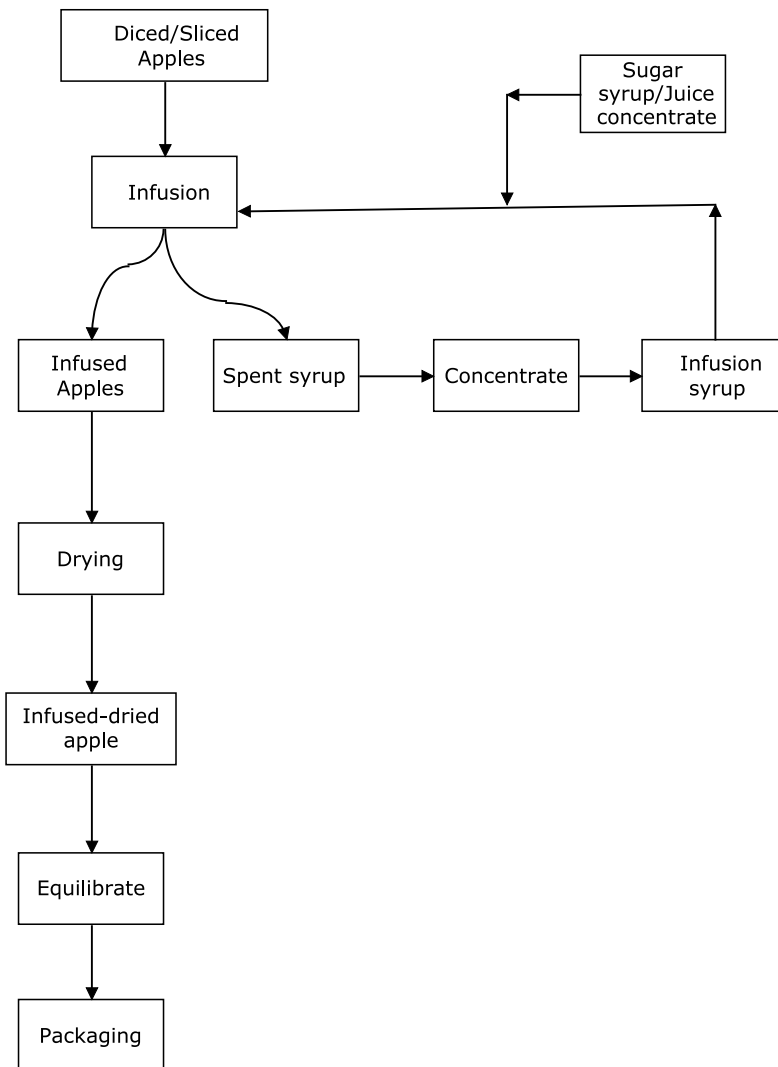 Diced/Sliced
Apples
Sugar
syrup/Juice
concentrate
Infusion
Infused
Apples
Spent syrup
Concentrate
Infusion
syrup
Drying
Infused-dried
apple
Equilibrate
Packaging